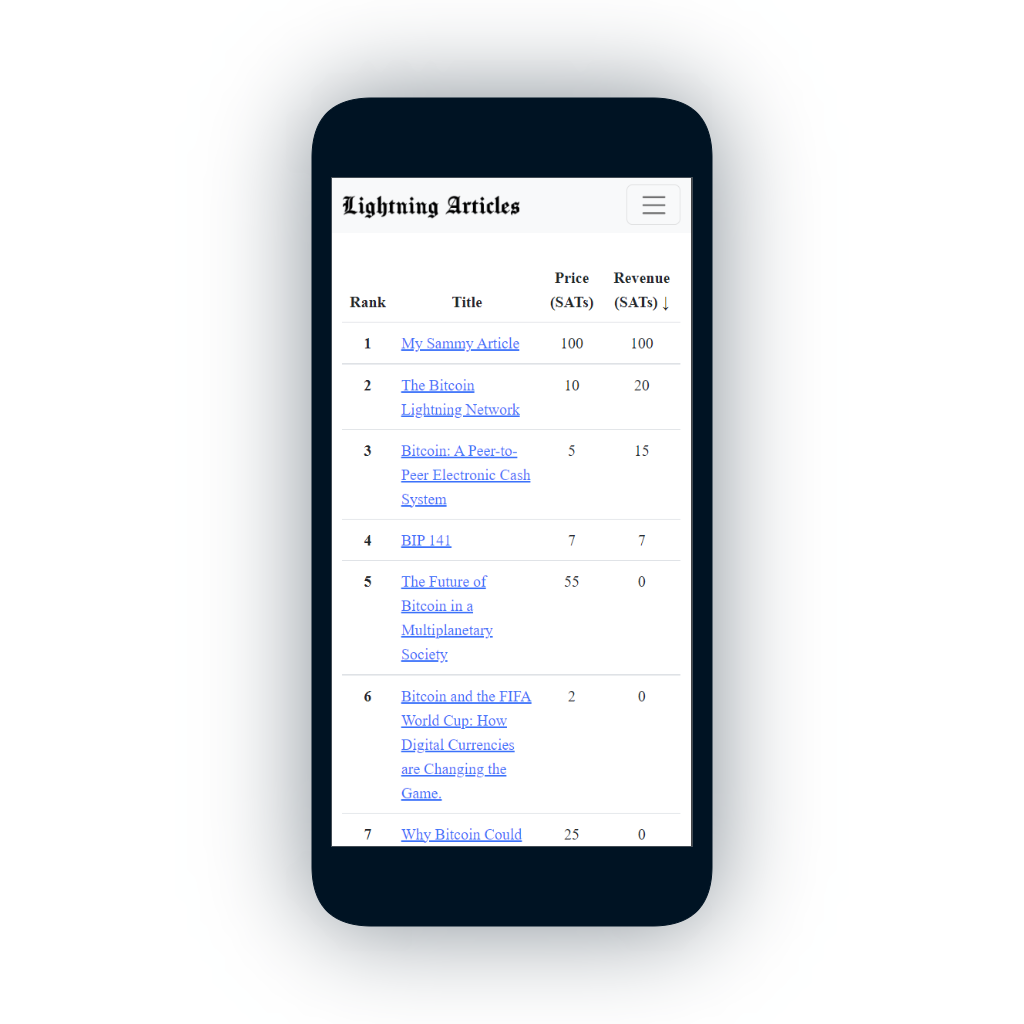 Lightning Articles
Price Revenue
Rank Title (SATs) (SATs) ↓
1 My Sammy Article 100 100
2 The Bitcoin 10 20
Lightning Network
3 Bitcoin: A Peer-to- 5 15
Peer Electronic Cash
System
4 BIP 141 7 7
5 The Future of 55 0
Bitcoin in a
Multiplanetary
Society
6 Bitcoin and the FIFA 2 0
World Cup: How
Digital Currencies
are Changing the
Game.
7 Why Bitcoin Could 25 0